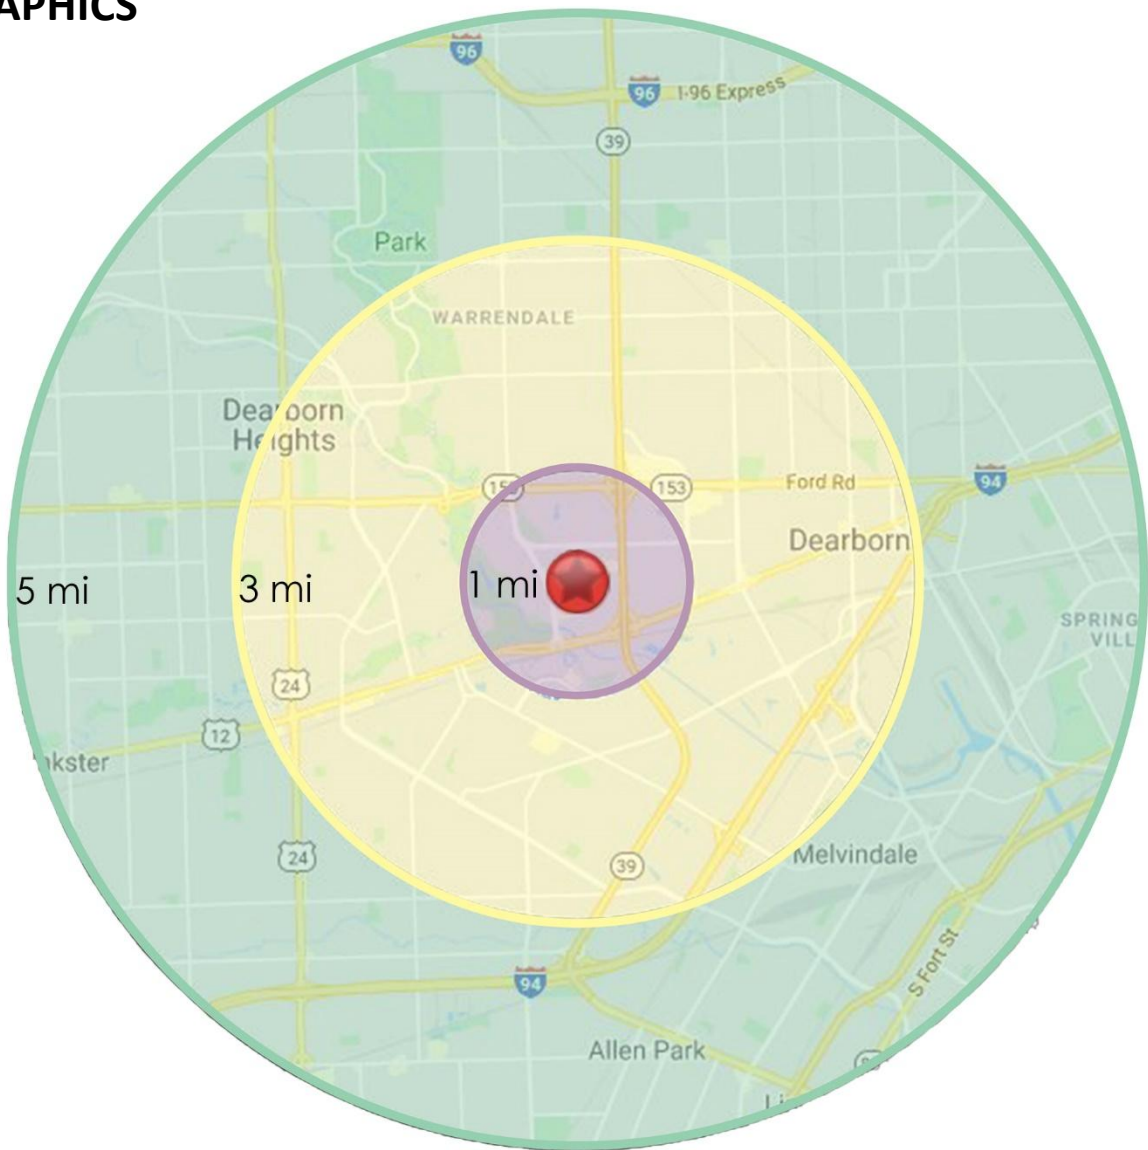 APHICS
96
96
I-96 Express
39
Park
WARRENDALE
Dearborn
Heights
153
Ford Rd
94
Dearborn
5 mi
3 mi
1 mi
SPRING
VILL
24
12
kster
24
Melvindale
39
S Fort St
94
Allen Park